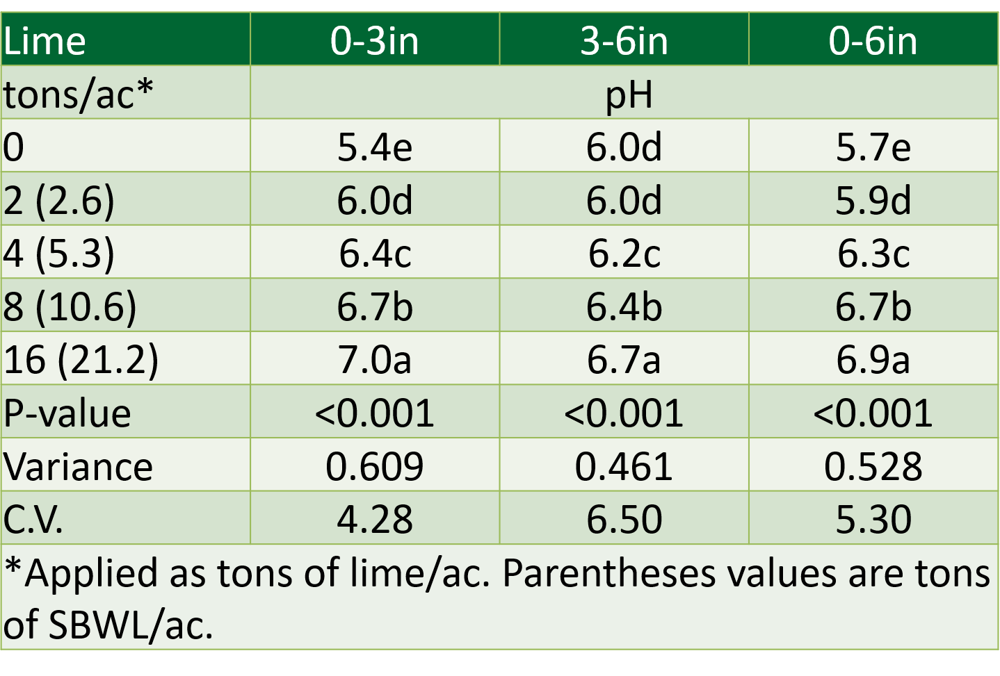 Lime 0-3in 3-6in 0-6in
tons/ac* pH
0 5.4e 6.0d 5.7e
2 (2.6) 6.0d 6.0d 5.9d
4 (5.3) 6.4c 6.2c 6.3c
8 (10.6) 6.7b 6.4b 6.7b
16 (21.2) 7.0a 6.7a 6.9a
P-value <0.001 <0.001 <0.001
Variance 0.609 0.461 0.528
C.V. 4.28 6.50 5.30
*Applied as tons of lime/ac. Parentheses values are tons
of SBWL/ac.